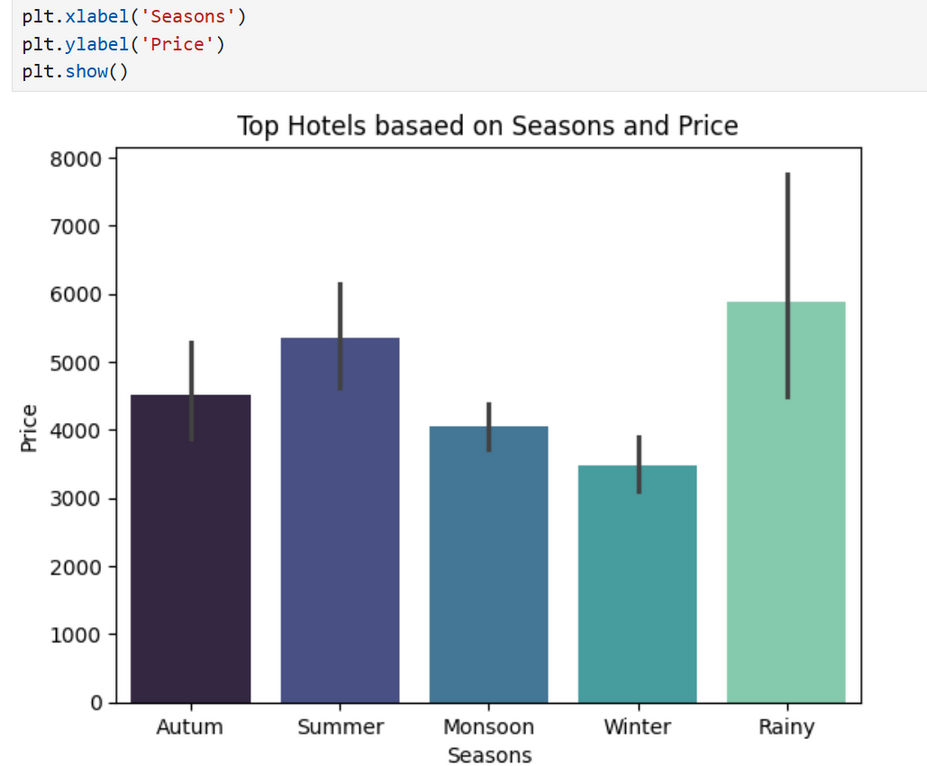 plt.xlabel('Seasons')
plt.ylabel('Price')
plt.show()
Top Hotels basaed on Seasons and Price
8000
7000
6000
5000
4000
3000
2000
1000
0
Price
Autum Summer Monsoon Winter Rainy
Seasons